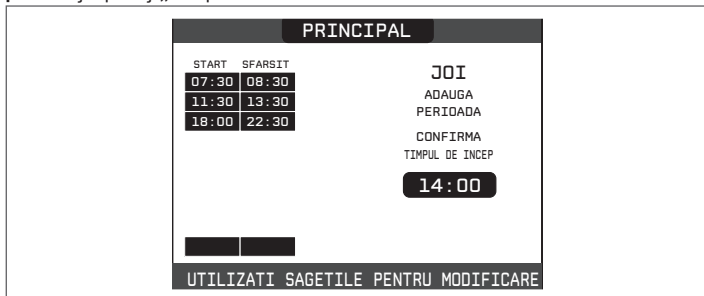 PRINCIPAL
START SFARSIT
07:30 08:30
11:30 13:30
18:00 22:30
JOI
ADAUGA
PERIOADA
CONFIRMA
TIMPUL DE INCEP
14:00
UTILIZATI SAGETILE PENTRU MODIFICARE